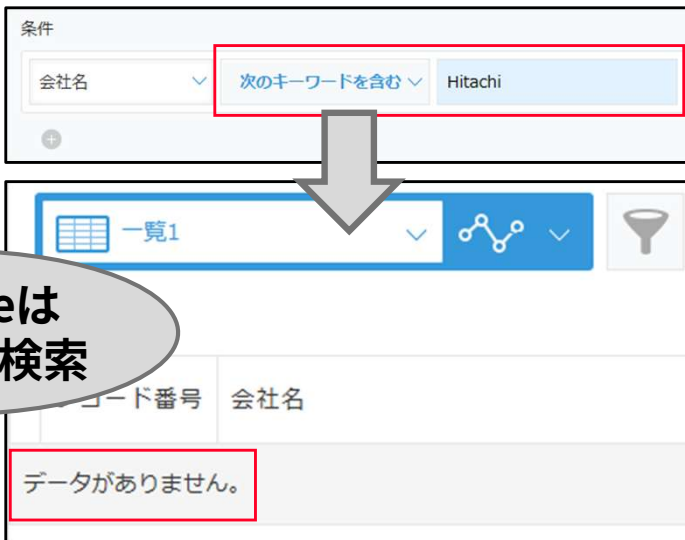 条件
会社名 次のキーワードを含む Hitachi
一覧1
eは
検索
コード番号 会社名
データがありません。